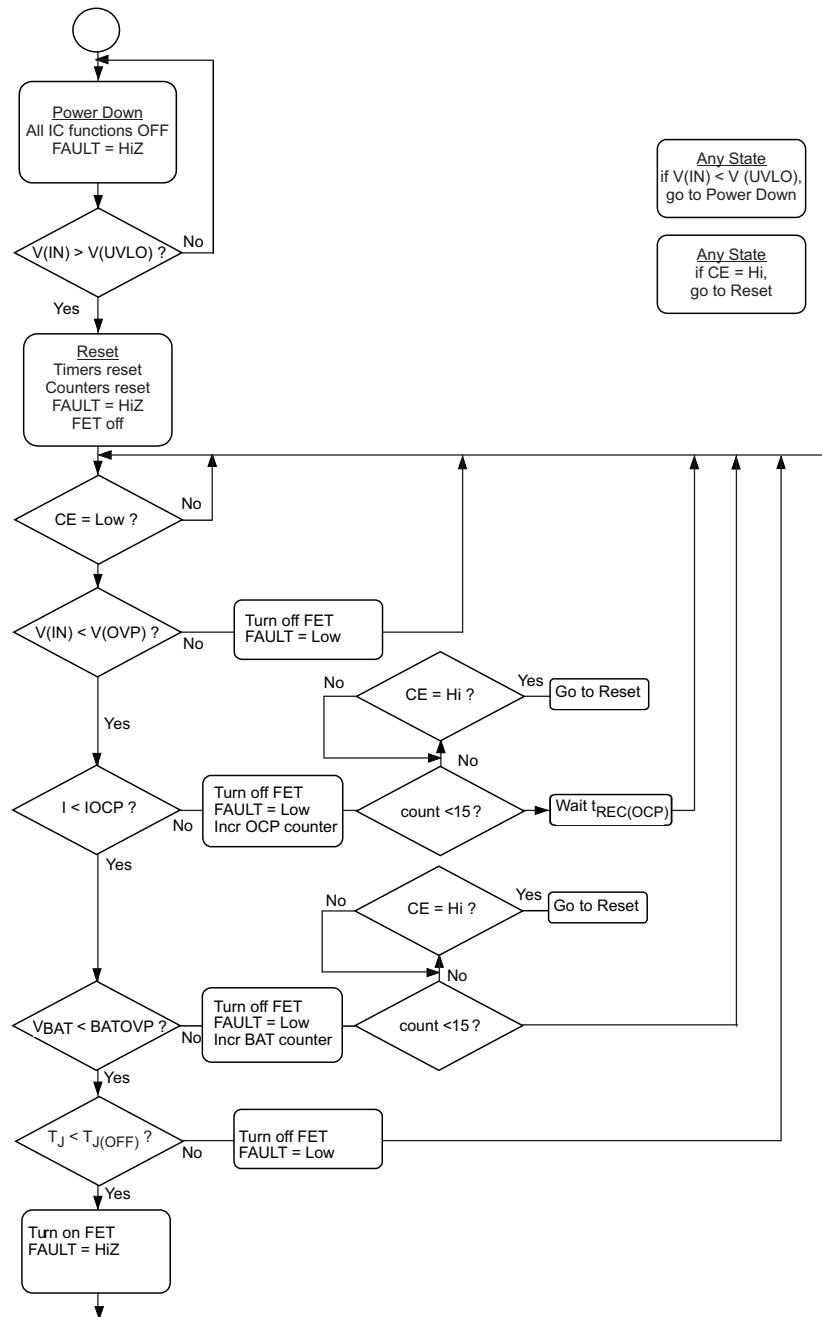 Power Down
All IC functions OFF
FAULT = HiZ
Any State
if V(IN) < V (UVLO),
go to Power Down
V(IN) > V(UVLO) ?
No
Any State
if CE = Hi,
go to Reset
Yes
Reset
Timers reset
Counters reset
FAULT = HiZ
FET off
CE = Low ?
No
V(IN) < V(OVP) ?
No
Turn off FET
FAULT = Low
Yes
No
CE = Hi ?
Yes
Go to Reset
No
I < IOCP ?
No
Turn off FET
FAULT = Low
Incr OCP counter
count <15 ?
Wait tREC(OCP)
Yes
No
CE = Hi ?
Yes
Go to Reset
No
VBAT < BATOVP ?
No
Turn off FET
FAULT = Low
Incr BAT counter
count <15 ?
Yes
TJ < TJ(OFF) ?
No
Turn off FET
FAULT = Low
Yes
Turn on FET
FAULT = HiZ